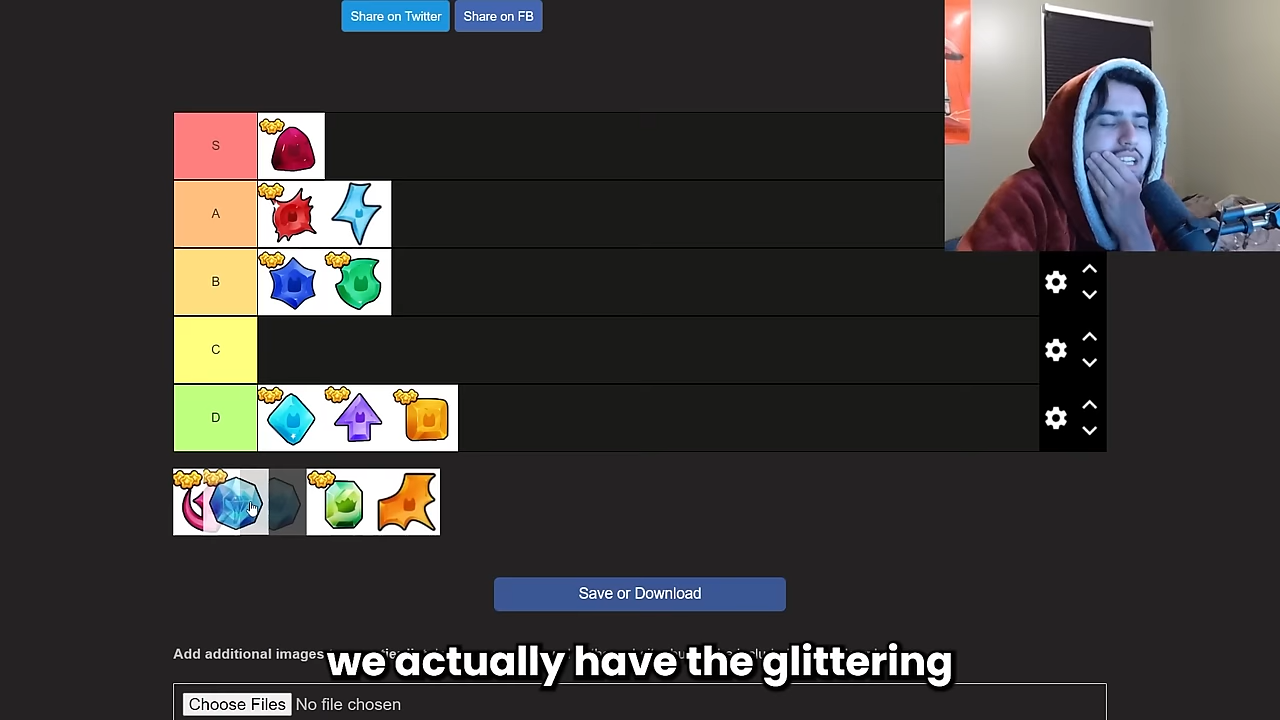 Share on Twitter Share on FB
S
A
B
C
D
Save or Download
Add additional images
we actually have the glittering
Choose Files No file chosen